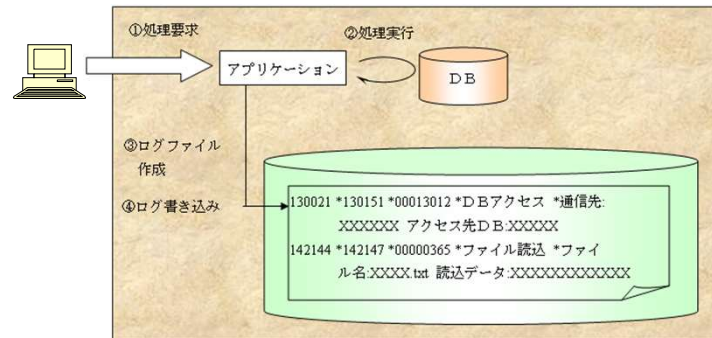 ①処理要求
②処理実行
アプリケーション
ＤＢ
③ログファイル
作成
④ログ書き込み
130021 *130151 *00013012 *ＤＢアクセス *通信先:
XXXXXX アクセス先ＤＢ:XXXXX
142144 *142147 *00000365 *ファイル読込 *ファイ
ル名:XXXX.txt 読込データ:XXXXXXXXXXXXX